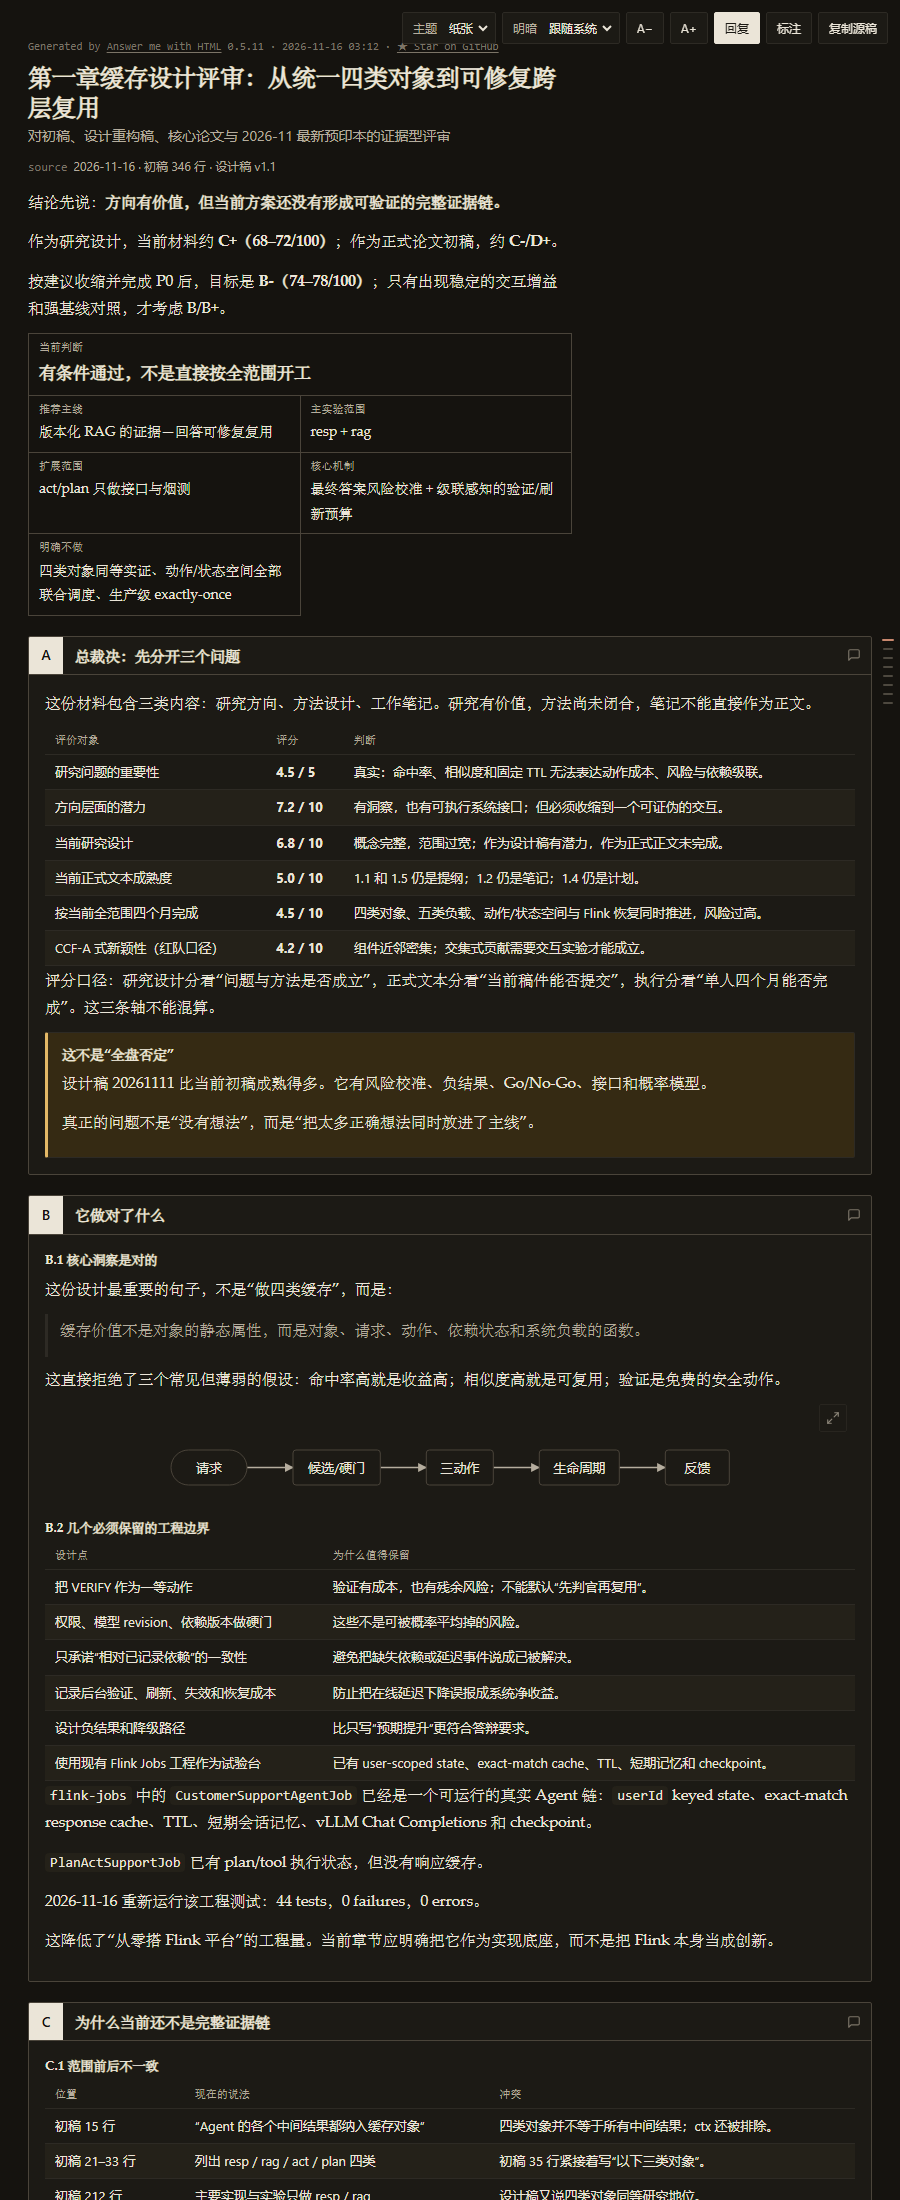 主题 纸张 明暗 跟随系统 A− A+ 回复 标注 复制源稿
Generated by Answer me with HTML 0.5.11 · 2026-11-16 03:12 · ★ Star on GitHub
第一章缓存设计评审：从统一四类对象到可修复跨
层复用
对初稿、设计重构稿、核心论文与 2026-11 最新预印本的证据型评审
source 2026-11-16 · 初稿 346 行 · 设计稿 v1.1
结论先说：方向有价值，但当前方案还没有形成可验证的完整证据链。
作为研究设计，当前材料约 C+（68–72/100）；作为正式论文初稿，约 C-/D+。
按建议收缩并完成 P0 后，目标是 B-（74–78/100）；只有出现稳定的交互增益
和强基线对照，才考虑 B/B+。
当前判断
有条件通过，不是直接按全范围开工
推荐主线
版本化 RAG 的证据—回答可修复复用
主实验范围
resp + rag
扩展范围
act/plan 只做接口与烟测
核心机制
最终答案风险校准 + 级联感知的验证/刷
新预算
明确不做
四类对象同等实证、动作/状态空间全部
联合调度、生产级 exactly-once
A 总裁决：先分开三个问题
这份材料包含三类内容：研究方向、方法设计、工作笔记。研究有价值，方法尚未闭合，笔记不能直接作为正文。
评价对象 评分 判断
研究问题的重要性 4.5 / 5 真实：命中率、相似度和固定 TTL 无法表达动作成本、风险与依赖级联。
方向层面的潜力 7.2 / 10 有洞察，也有可执行系统接口；但必须收缩到一个可证伪的交互。
当前研究设计 6.8 / 10 概念完整，范围过宽；作为设计稿有潜力，作为正式正文未完成。
当前正式文本成熟度 5.0 / 10 1.1 和 1.5 仍是提纲；1.2 仍是笔记；1.4 仍是计划。
按当前全范围四个月完成 4.5 / 10 四类对象、五类负载、动作/状态空间与 Flink 恢复同时推进，风险过高。
CCF-A 式新颖性（红队口径） 4.2 / 10 组件近邻密集；交集式贡献需要交互实验才能成立。
评分口径：研究设计分看“问题与方法是否成立”，正式文本分看“当前稿件能否提交”，执行分看“单人四个月能否完
成”。这三条轴不能混算。
这不是“全盘否定”
设计稿 20261111 比当前初稿成熟得多。它有风险校准、负结果、Go/No-Go、接口和概率模型。
真正的问题不是“没有想法”，而是“把太多正确想法同时放进了主线”。
B 它做对了什么
B.1 核心洞察是对的
这份设计最重要的句子，不是“做四类缓存”，而是：
缓存价值不是对象的静态属性，而是对象、请求、动作、依赖状态和系统负载的函数。
这直接拒绝了三个常见但薄弱的假设：命中率高就是收益高；相似度高就是可复用；验证是免费的安全动作。
请求 候选/硬门 三动作 生命周期 反馈
B.2 几个必须保留的工程边界
设计点 为什么值得保留
把 VERIFY 作为一等动作 验证有成本，也有残余风险；不能默认“先判官再复用”。
权限、模型 revision、依赖版本做硬门 这些不是可被概率平均掉的风险。
只承诺“相对已记录依赖”的一致性 避免把缺失依赖或延迟事件说成已被解决。
记录后台验证、刷新、失效和恢复成本 防止把在线延迟下降误报成系统净收益。
设计负结果和降级路径 比只写“预期提升”更符合答辩要求。
使用现有 Flink Jobs 工程作为试验台 已有 user-scoped state、exact-match cache、TTL、短期记忆和 checkpoint。
flink-jobs 中的 CustomerSupportAgentJob 已经是一个可运行的真实 Agent 链：userId keyed state、exact-match
response cache、TTL、短期会话记忆、vLLM Chat Completions 和 checkpoint。
PlanActSupportJob 已有 plan/tool 执行状态，但没有响应缓存。
2026-11-16 重新运行该工程测试：44 tests，0 failures，0 errors。
这降低了“从零搭 Flink 平台”的工程量。当前章节应明确把它作为实现底座，而不是把 Flink 本身当成创新。
C 为什么当前还不是完整证据链
C.1 范围前后不一致
位置 现在的说法 冲突
初稿 15 行 “Agent 的各个中间结果都纳入缓存对象” 四类对象并不等于所有中间结果；ctx 还被排除。
初稿 21–33 行 列出 resp / rag / act / plan 四类 初稿 35 行紧接着写“以下三类对象”。
初稿 212 行 主要实现与实验只做 resp / rag 设计稿又说四类对象同等研究地位。